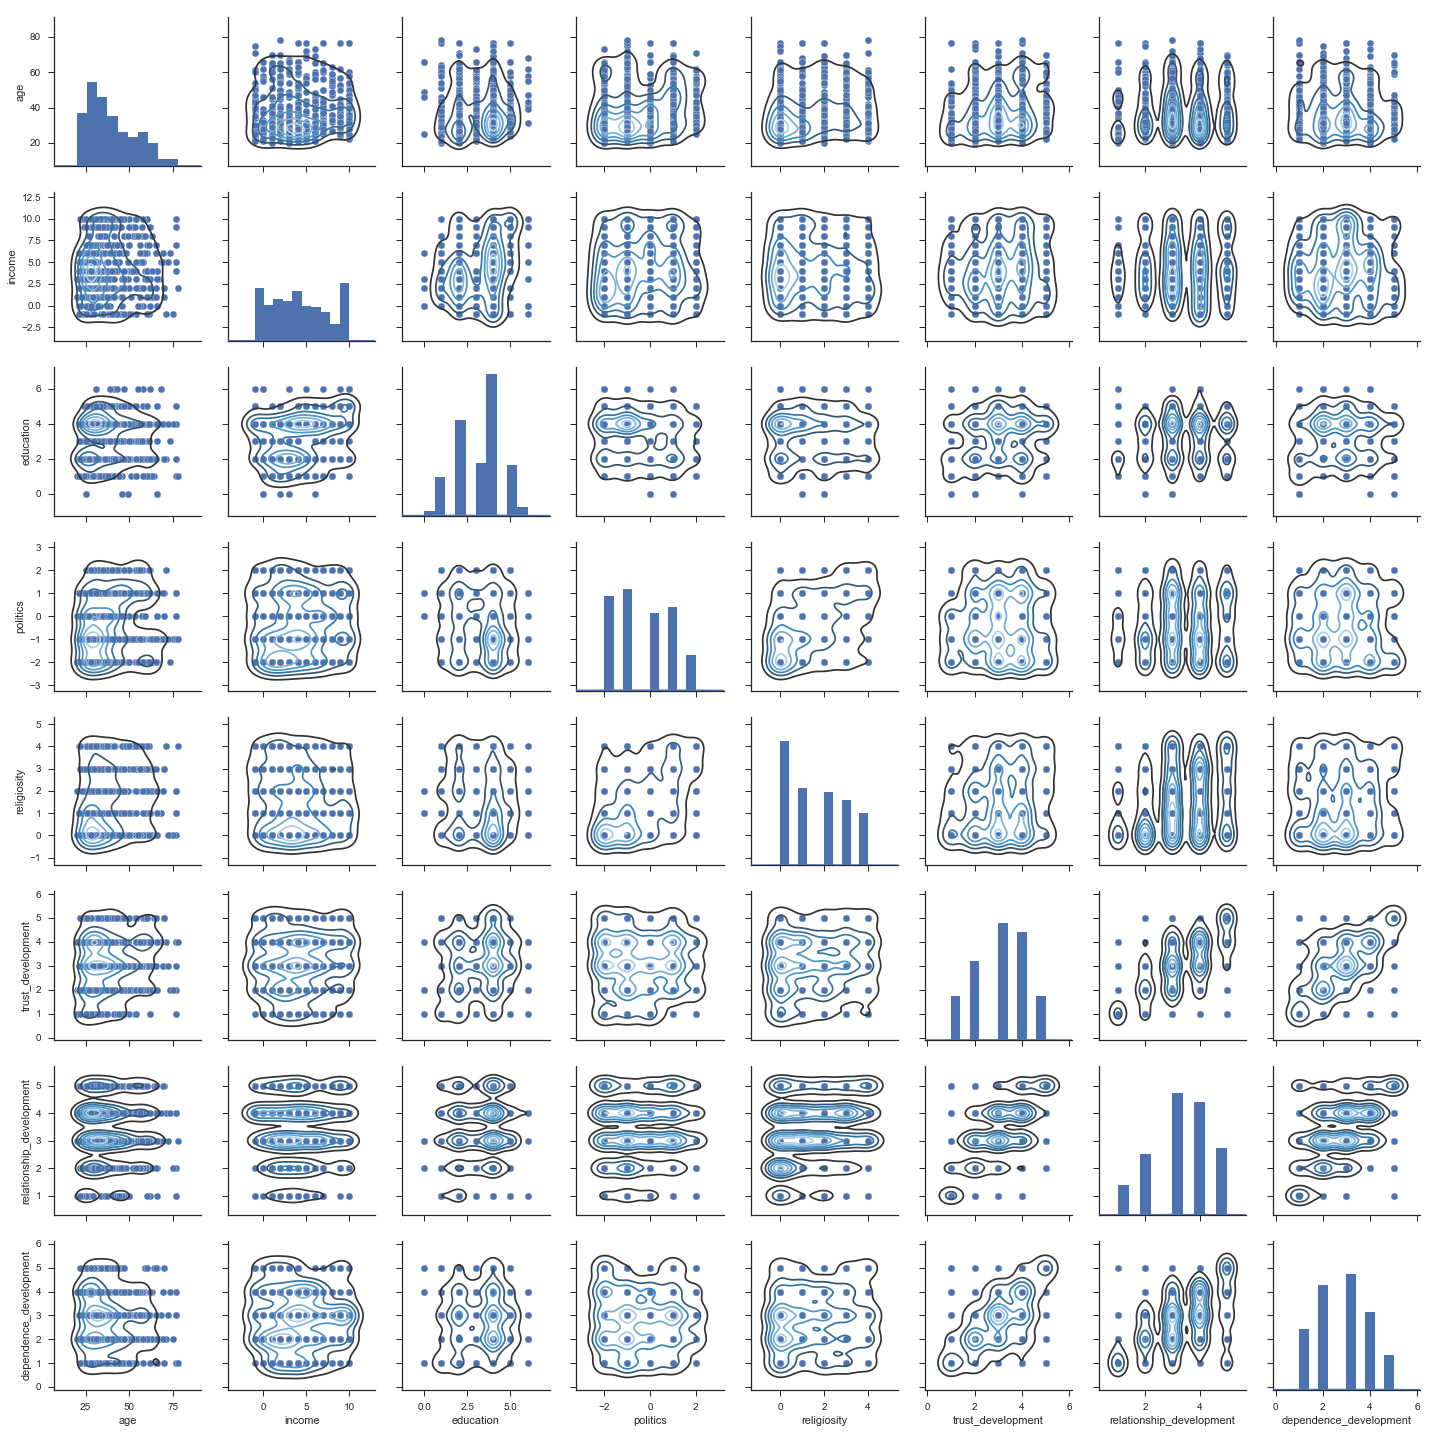 80
60
40
20
age
12.5
10.0
7.5
5.0
2.5
0.0
−2.5
income
6
4
2
0
education
3
2
1
0
−1
−2
−3
politics
5
4
3
2
1
0
−1
religiosity
6
5
4
3
2
1
0
trust_development
5
4
3
2
1
relationship_development
6
5
4
3
2
1
0
dependence_development
25 50 75
0 5 10
0.0 2.5 5.0
−2 0 2
0 2 4
0 2 4 6
0 2 4 6
0 2 4 6
age income education politics religiosity trust_development relationship_development dependence_development